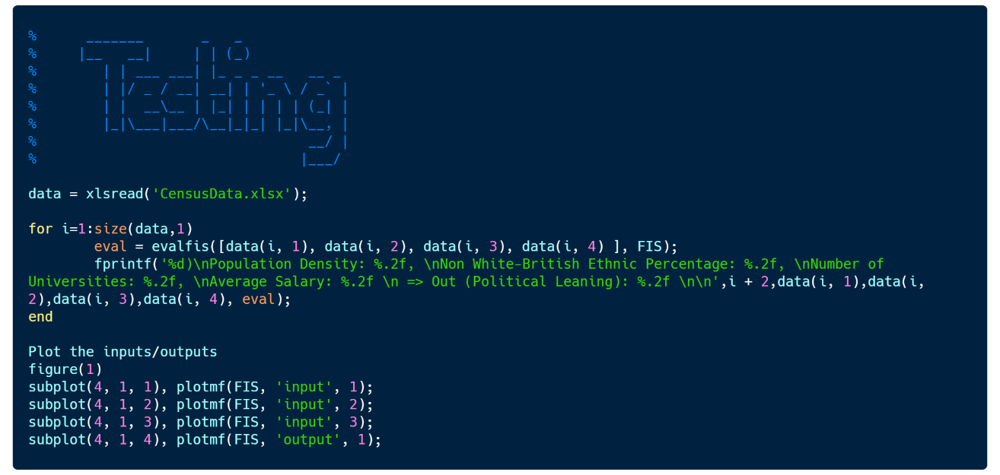 %      _______       _   _
%     |__   __|     | | (_)
%        | | ___ ___| |_ _ _ __   __ _
%        | |/ _ / __| __| | '_ \ / _` |
%        | |  __\__ | |_| | | | | (_| |
%        |_|\___|___/\__|_|_| |_|\__, |
%                                 __/ |
%                                |___/
data = xlsread('CensusData.xlsx');
for i=1:size(data,1)
        eval = evalfis([data(i, 1), data(i, 2), data(i, 3), data(i, 4) ], FIS);
        fprintf('%d)\nPopulation Density: %.2f, \nNon White-British Ethnic Percentage: %.2f, \nNumber of
Universities: %.2f, \nAverage Salary: %.2f \n => Out (Political Leaning): %.2f \n\n',i + 2,data(i, 1),data(i,
2),data(i, 3),data(i, 4), eval);
end
Plot the inputs/outputs
figure(1)
subplot(4, 1, 1), plotmf(FIS, 'input', 1);
subplot(4, 1, 2), plotmf(FIS, 'input', 2);
subplot(4, 1, 3), plotmf(FIS, 'input', 3);
subplot(4, 1, 4), plotmf(FIS, 'output', 1);